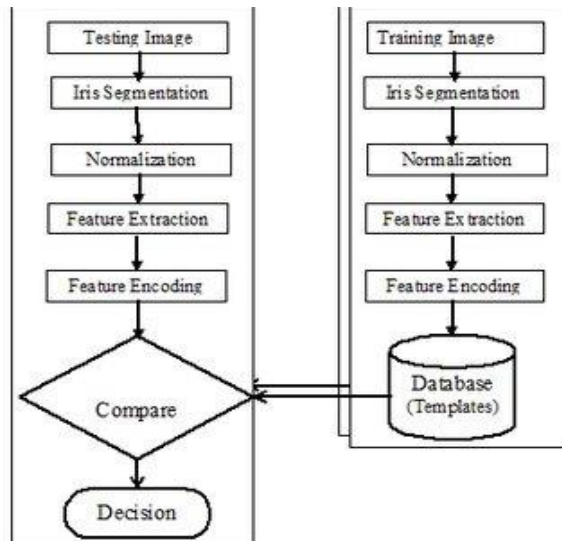 Testing Image
Iris Segmentation
Normalization
Feature Extraction
Feature Encoding
Compare
Decision
Training Image
Iris Segmentation
Normalization
Feature Extraction
Feature Encoding
Database
(Templates)